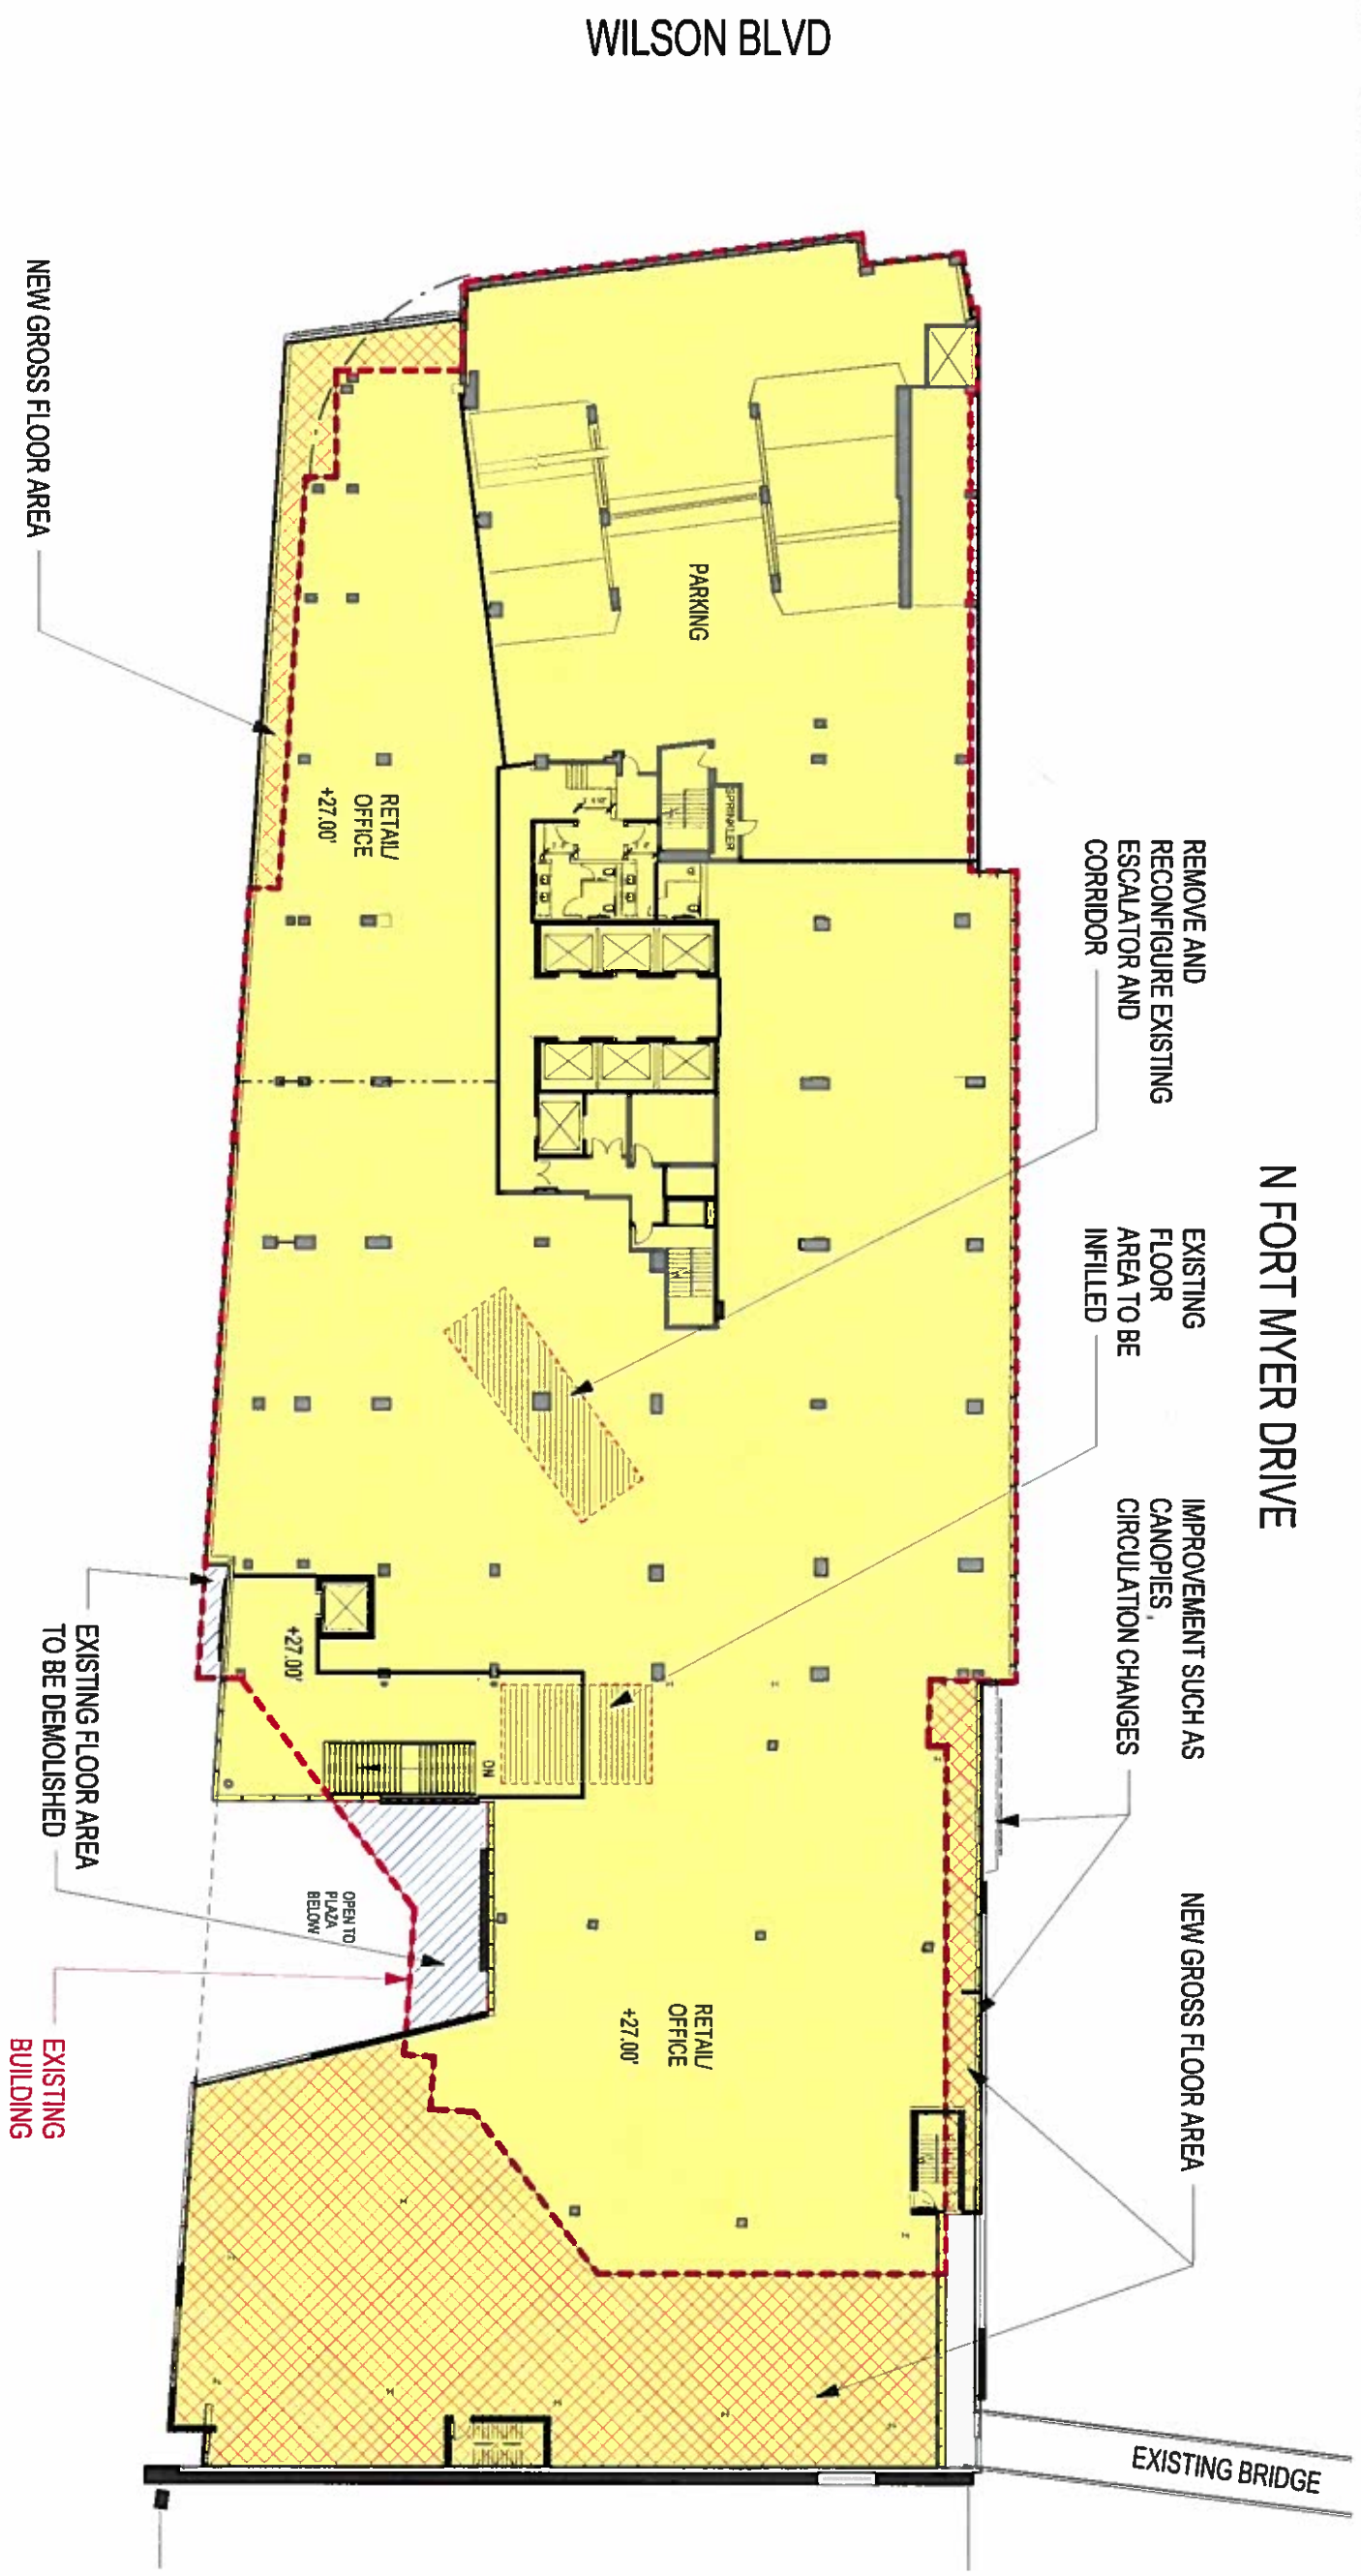 WILSON BLVD
N FORT MYER DRIVE
NEW GROSS FLOOR AREA
PARKING
RETAIL/
OFFICE
+27.00'
SPRINKLER
REMOVE AND
RECONFIGURE EXISTING
ESCALATOR AND
CORRIDOR
EXISTING
FLOOR
AREA TO BE
INFILLED
IMPROVEMENT SUCH AS
CANOPIES,
CIRCULATION CHANGES
NEW GROSS FLOOR AREA
+27.00'
DN
EXISTING FLOOR AREA
TO BE DEMOLISHED
OPEN TO
PLAZA
BELOW
EXISTING
BUILDING
RETAIL/
OFFICE
+27.00'
EXISTING BRIDGE